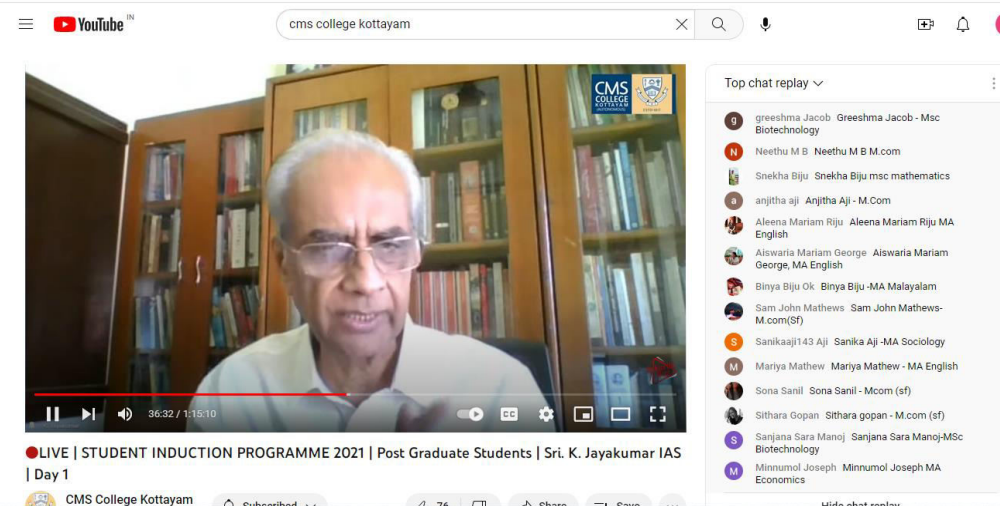 YouTube IN
cms college kottayam
CMS
COLLEGE
KOTTAYAM
36:32 / 1:15:10
CC
LIVE | STUDENT INDUCTION PROGRAMME 2021 | Post Graduate Students | Sri. K. Jayakumar IAS
| Day 1
CMS College Kottayam
Subscribed
76
Share
Save
Top chat replay
g
greeshma Jacob Greeshma Jacob - Msc
Biotechnology
N
Neethu M B Neethu M B M.com
Snekha Biju Snekha Biju msc mathematics
a
anjitha aji Anjitha Aji - M.Com
Aleena Mariam Riju Aleena Mariam Riju MA
English
Aiswaria Mariam George Aiswaria Mariam
George, MA English
Binya Biju Ok Binya Biju -MA Malayalam
Sam John Mathews Sam John Mathews-
M.com(Sf)
S
Sanikaaji143 Aji Sanika Aji -MA Sociology
M
Mariya Mathew Mariya Mathew - MA English
Sona Sanil Sona Sanil - Mcom (sf)
Sithara Gopan Sithara gopan - M.com (sf)
S
Sanjana Sara Manoj Sanjana Sara Manoj-MSc
Biotechnology
M
Minnumol Joseph Minnumol Joseph MA
Economics
Hide chat replay